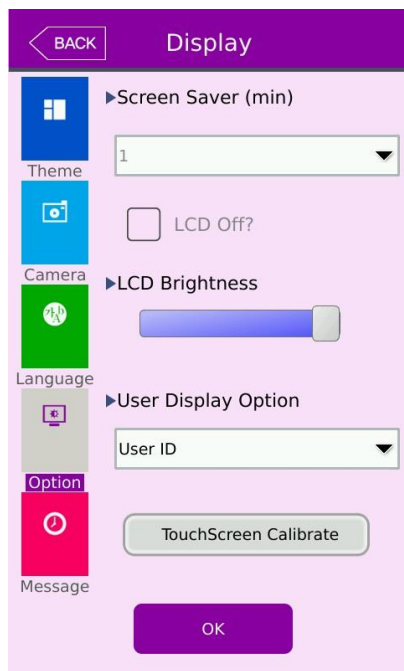 BACK
Display
Theme
Camera
Language
Option
Message
▶Screen Saver (min)
1
LCD Off?
▶LCD Brightness
▶User Display Option
User ID
TouchScreen Calibrate
OK